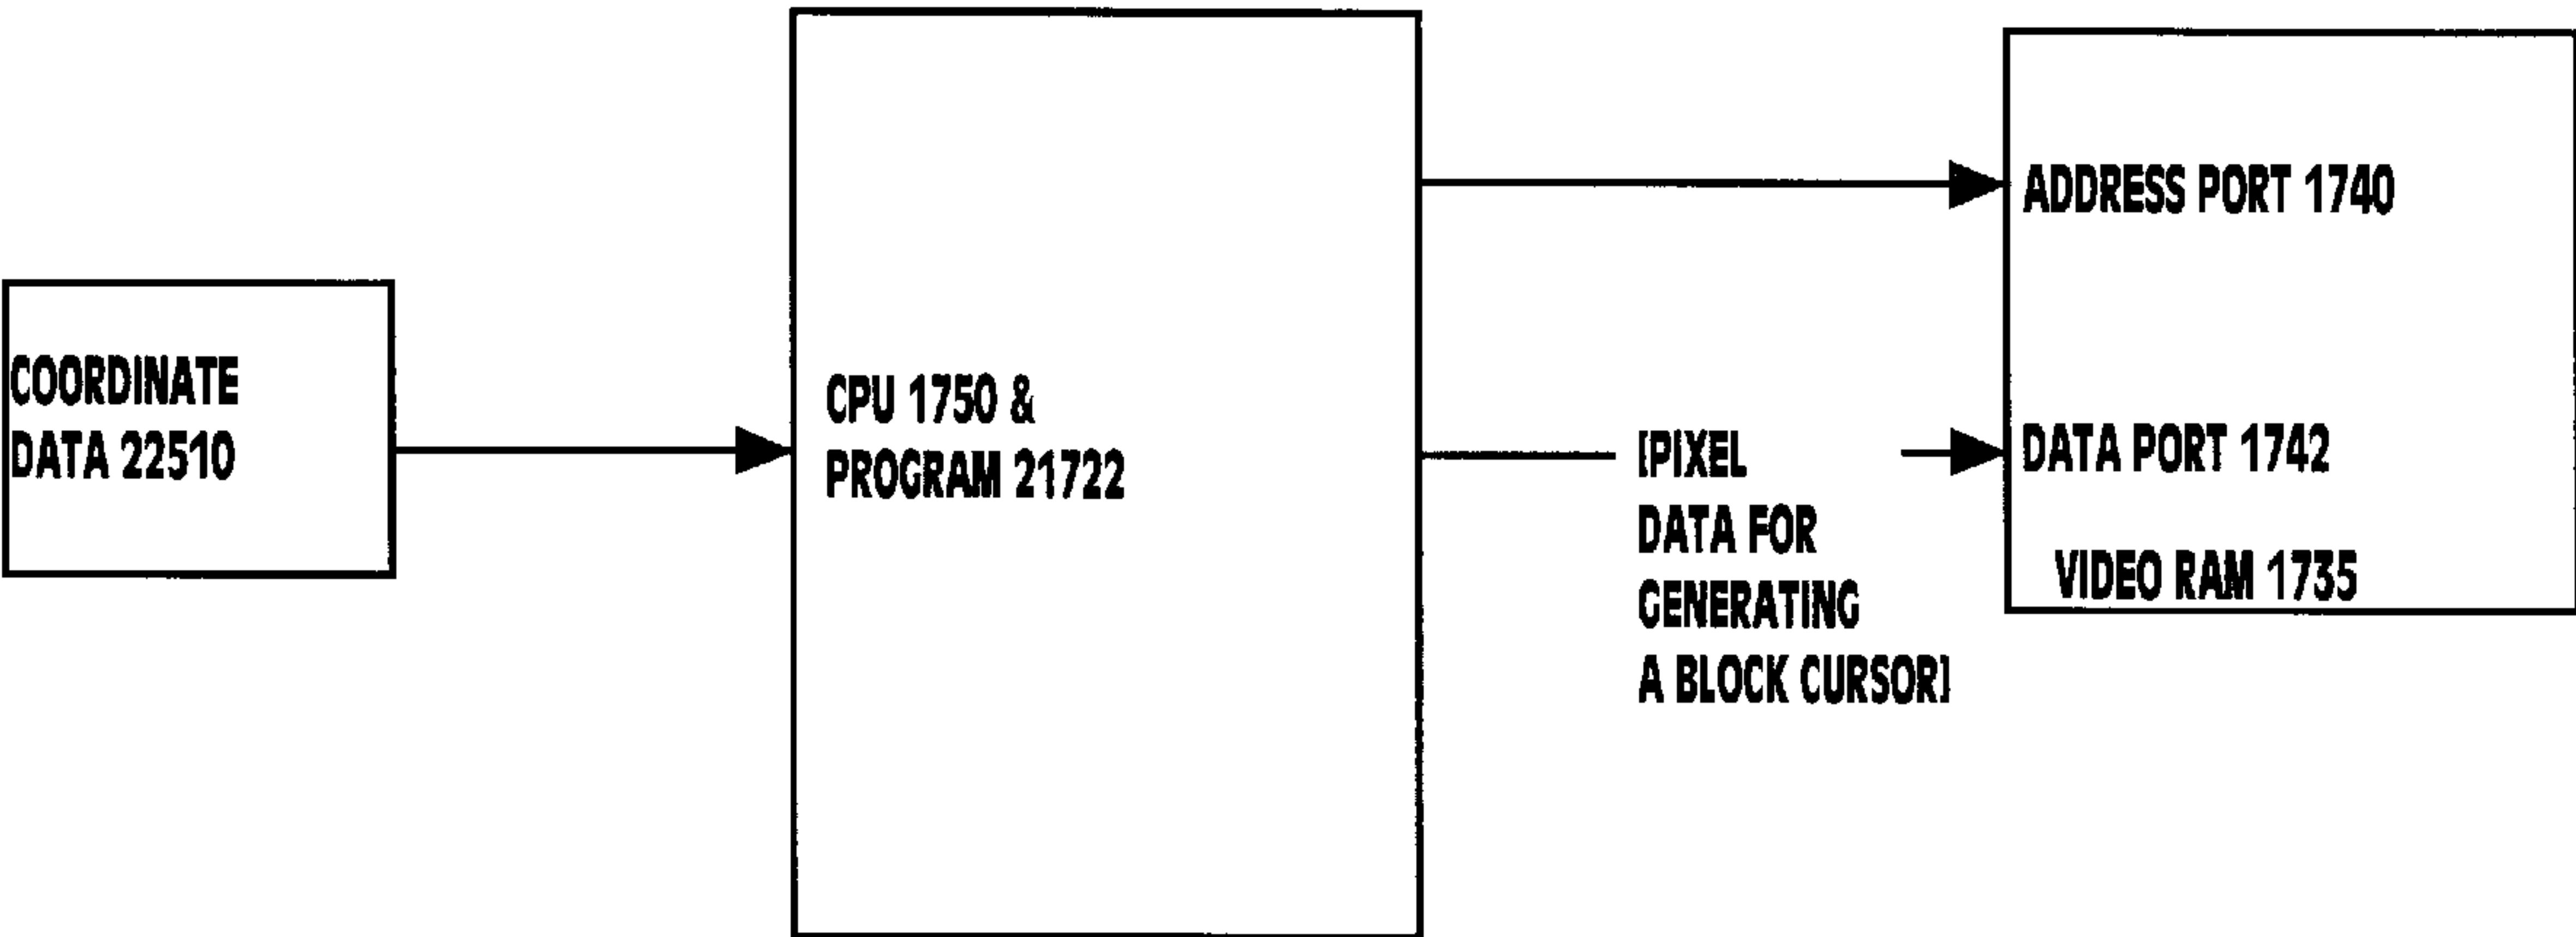 COORDINATE
DATA 22510
CPU 1750 &
PROGRAM 21722
[PIXEL
DATA FOR
GENERATING
A BLOCK CURSOR]
ADDRESS PORT 1740
DATA PORT 1742
VIDEO RAM 1735